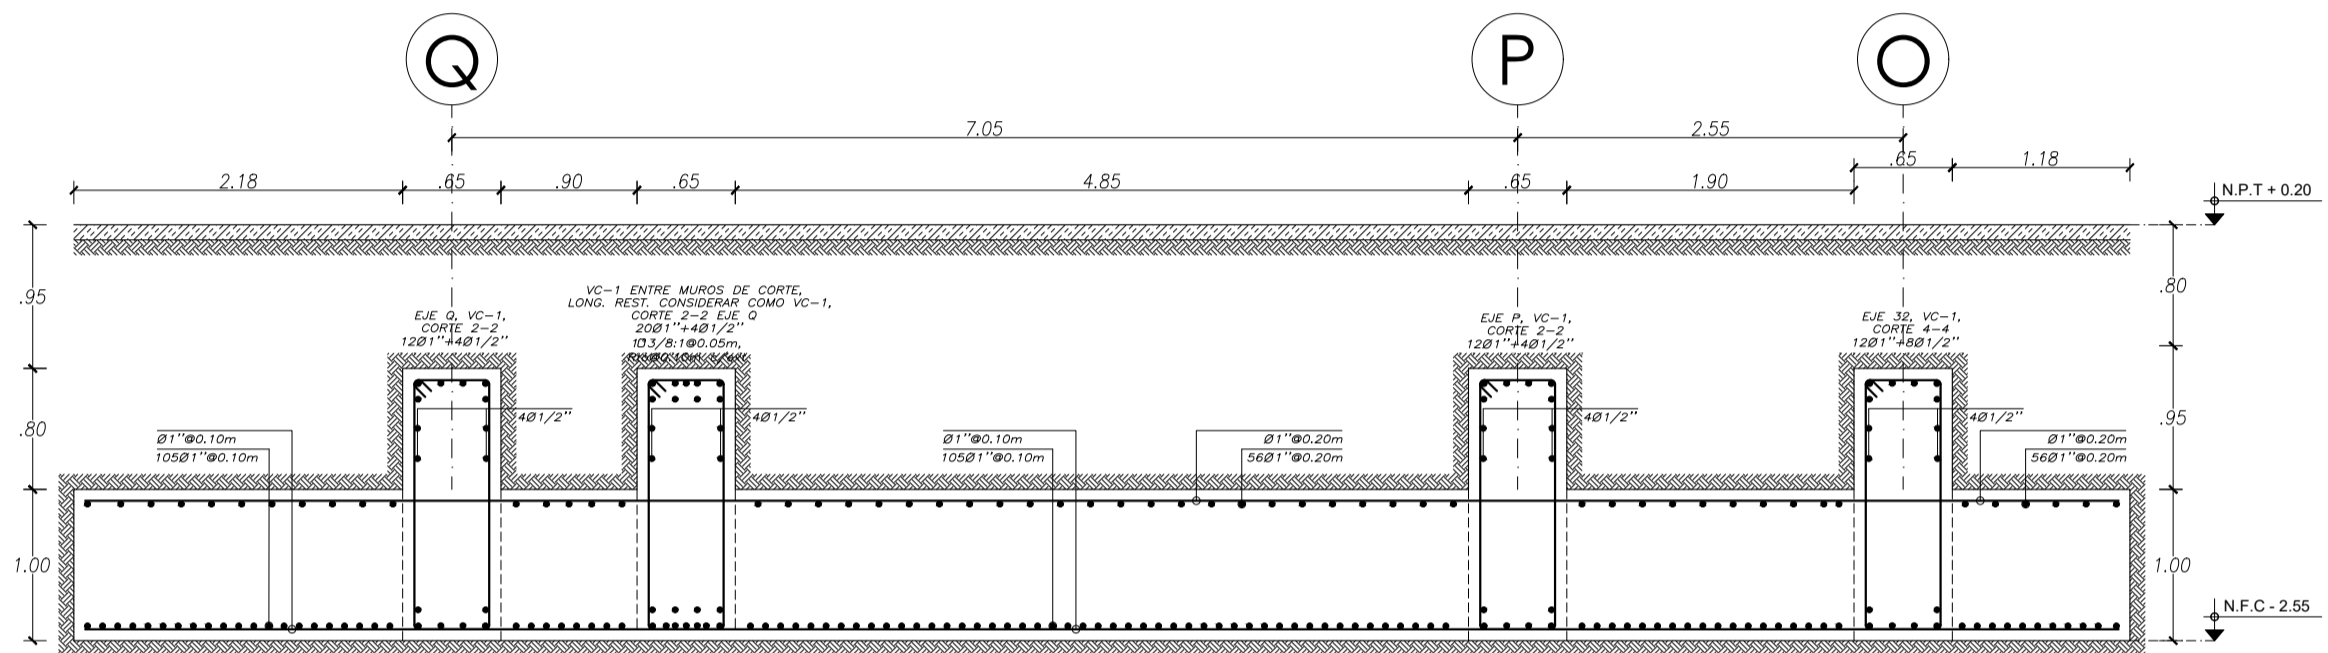 Q
P
O
7.05
2.55
2.18
.65
.90
.65
4.85
.65
1.90
.65
1.18
N.P.T + 0.20
.95
.80
1.00
.80
.95
1.00
EJE Q, VC-1,
CORTE 2-2
12Ø1''+4Ø1/2''
VC-1 ENTRE MUROS DE CORTE,
LONG. REST. CONSIDERAR COMO VC-1,
CORTE 2-2 EJE Q
20Ø1''+4Ø1/2''
1□3/8:1@0.05m,
EJE P, VC-1,
CORTE 2-2
12Ø1''+4Ø1/2''
EJE 32, VC-1,
CORTE 4-4
12Ø1''+8Ø1/2''
4Ø1/2''
4Ø1/2''
4Ø1/2''
4Ø1/2''
Ø1''@0.10m
105Ø1''@0.10m
Ø1''@0.10m
105Ø1''@0.10m
Ø1''@0.20m
56Ø1''@0.20m
Ø1''@0.20m
56Ø1''@0.20m
N.F.C - 2.55